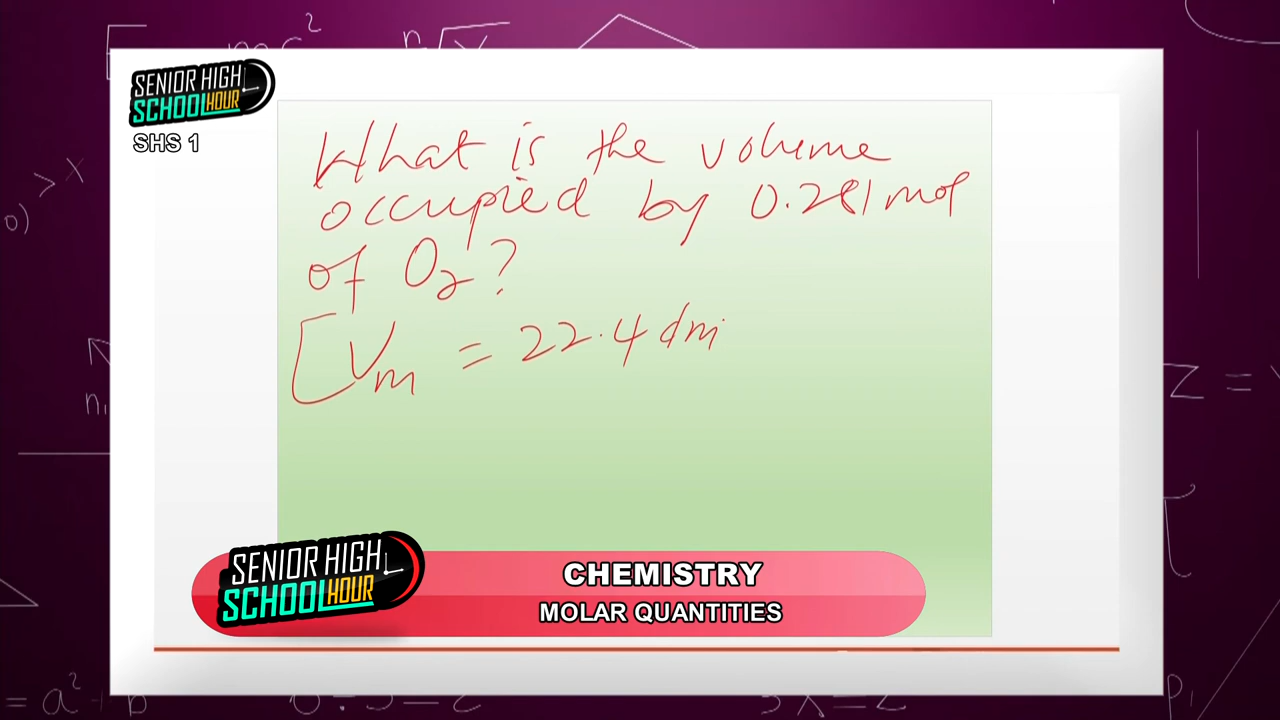 SENIOR HIGH
SCHOOL HOUR
SHS 1
What is the volume
occupied by 0.281 mol
of O₂?
[Vm = 22.4 dm
SENIOR HIGH
SCHOOL HOUR
CHEMISTRY
MOLAR QUANTITIES